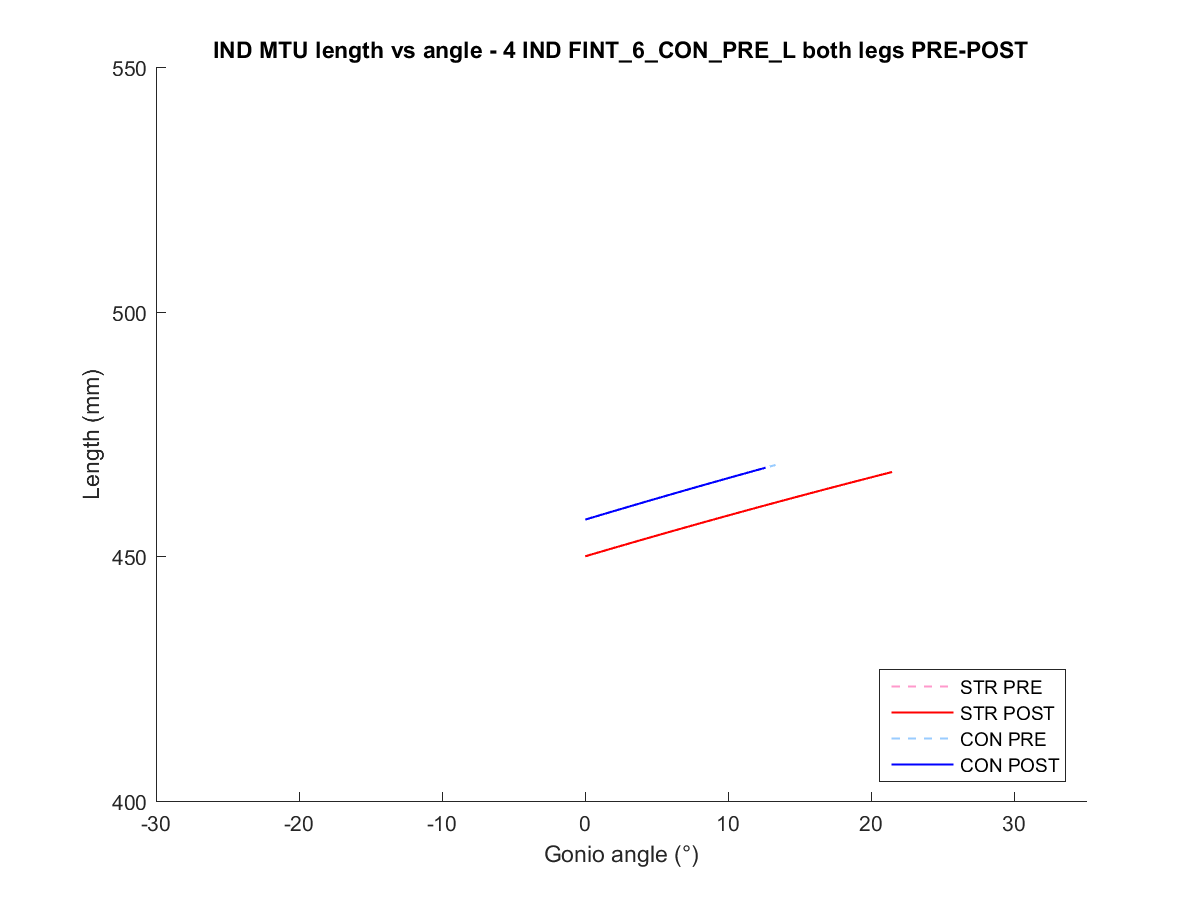 IND MTU length vs angle - 4 IND FINT_6_CON_PRE_L both legs PRE-POST
550
500
450
400
Length (mm)
-30
-20
-10
0
10
20
30
Gonio angle (°)
STR PRE
STR POST
CON PRE
CON POST